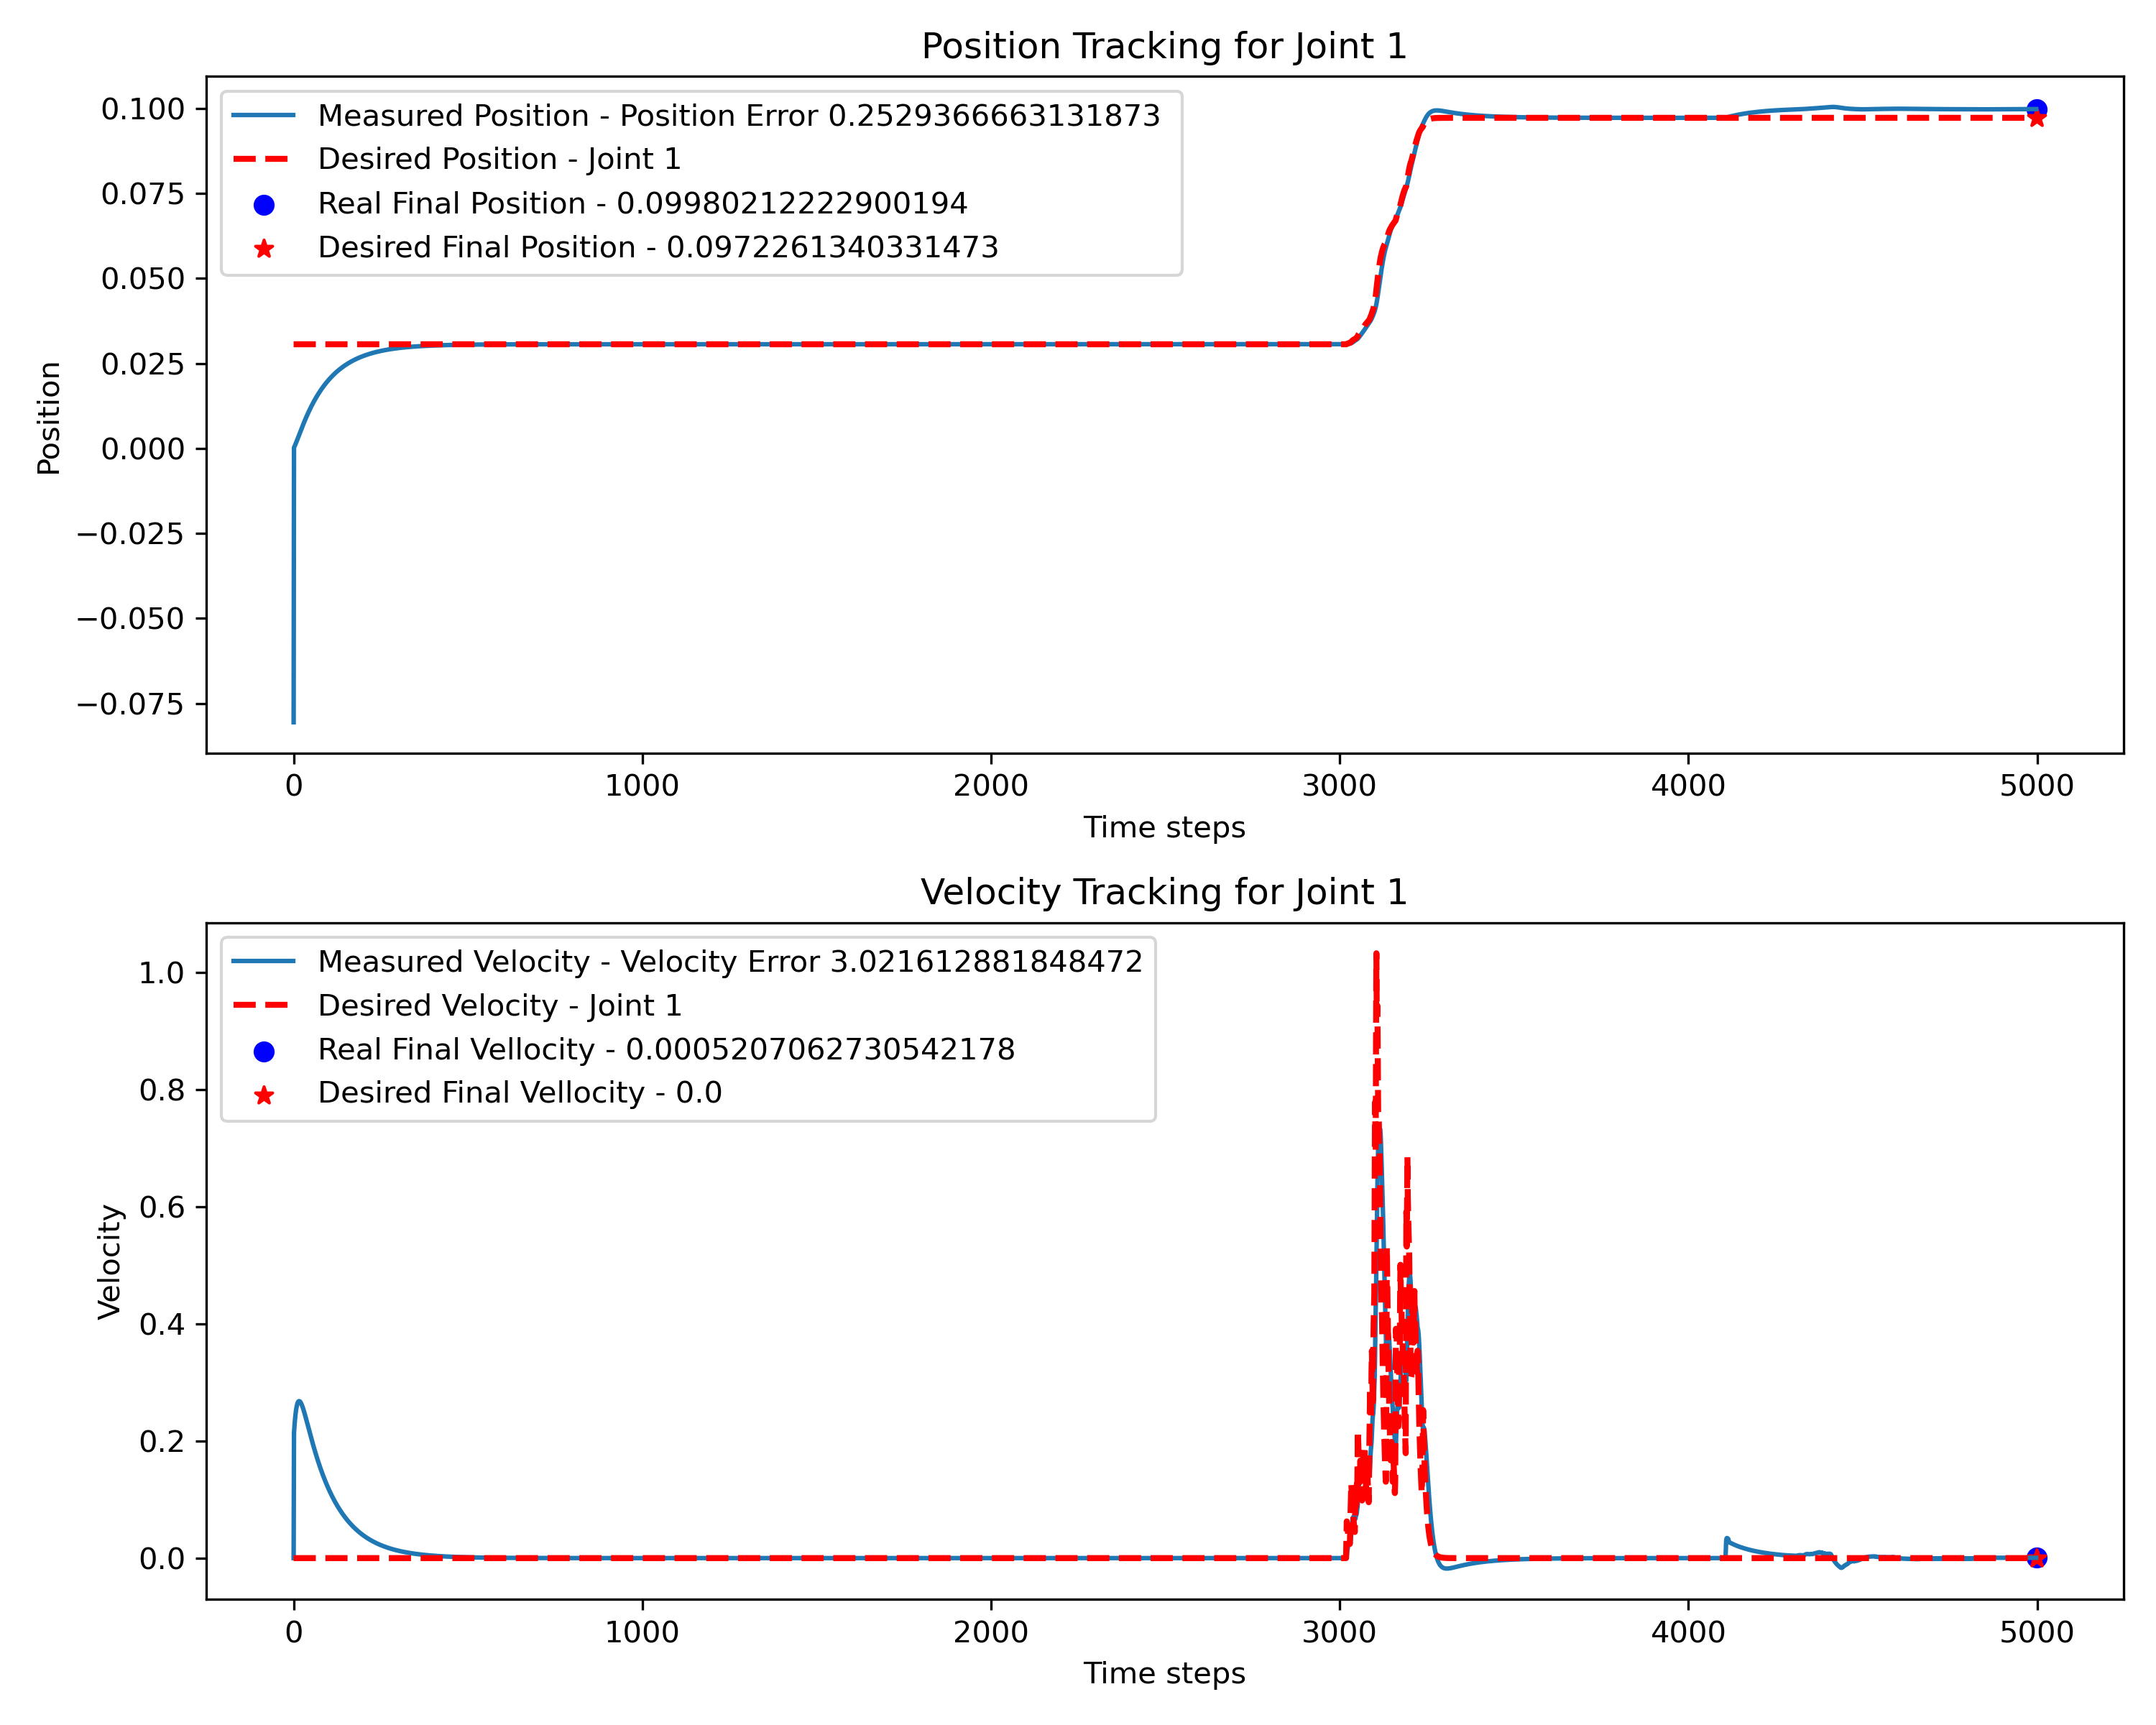 Position Tracking for Joint 1
Measured Position - Position Error 0.2529366663131873
Desired Position - Joint 1
Real Final Position - 0.09980212222900194
Desired Final Position - 0.0972261340331473
0.100
0.075
0.050
0.025
0.000
−0.025
−0.050
−0.075
Position
0 1000 2000 3000 4000 5000
Time steps
Velocity Tracking for Joint 1
Measured Velocity - Velocity Error 3.021612881848472
Desired Velocity - Joint 1
Real Final Vellocity - 0.0005207062730542178
Desired Final Vellocity - 0.0
1.0
0.8
0.6
0.4
0.2
0.0
Velocity
0 1000 2000 3000 4000 5000
Time steps